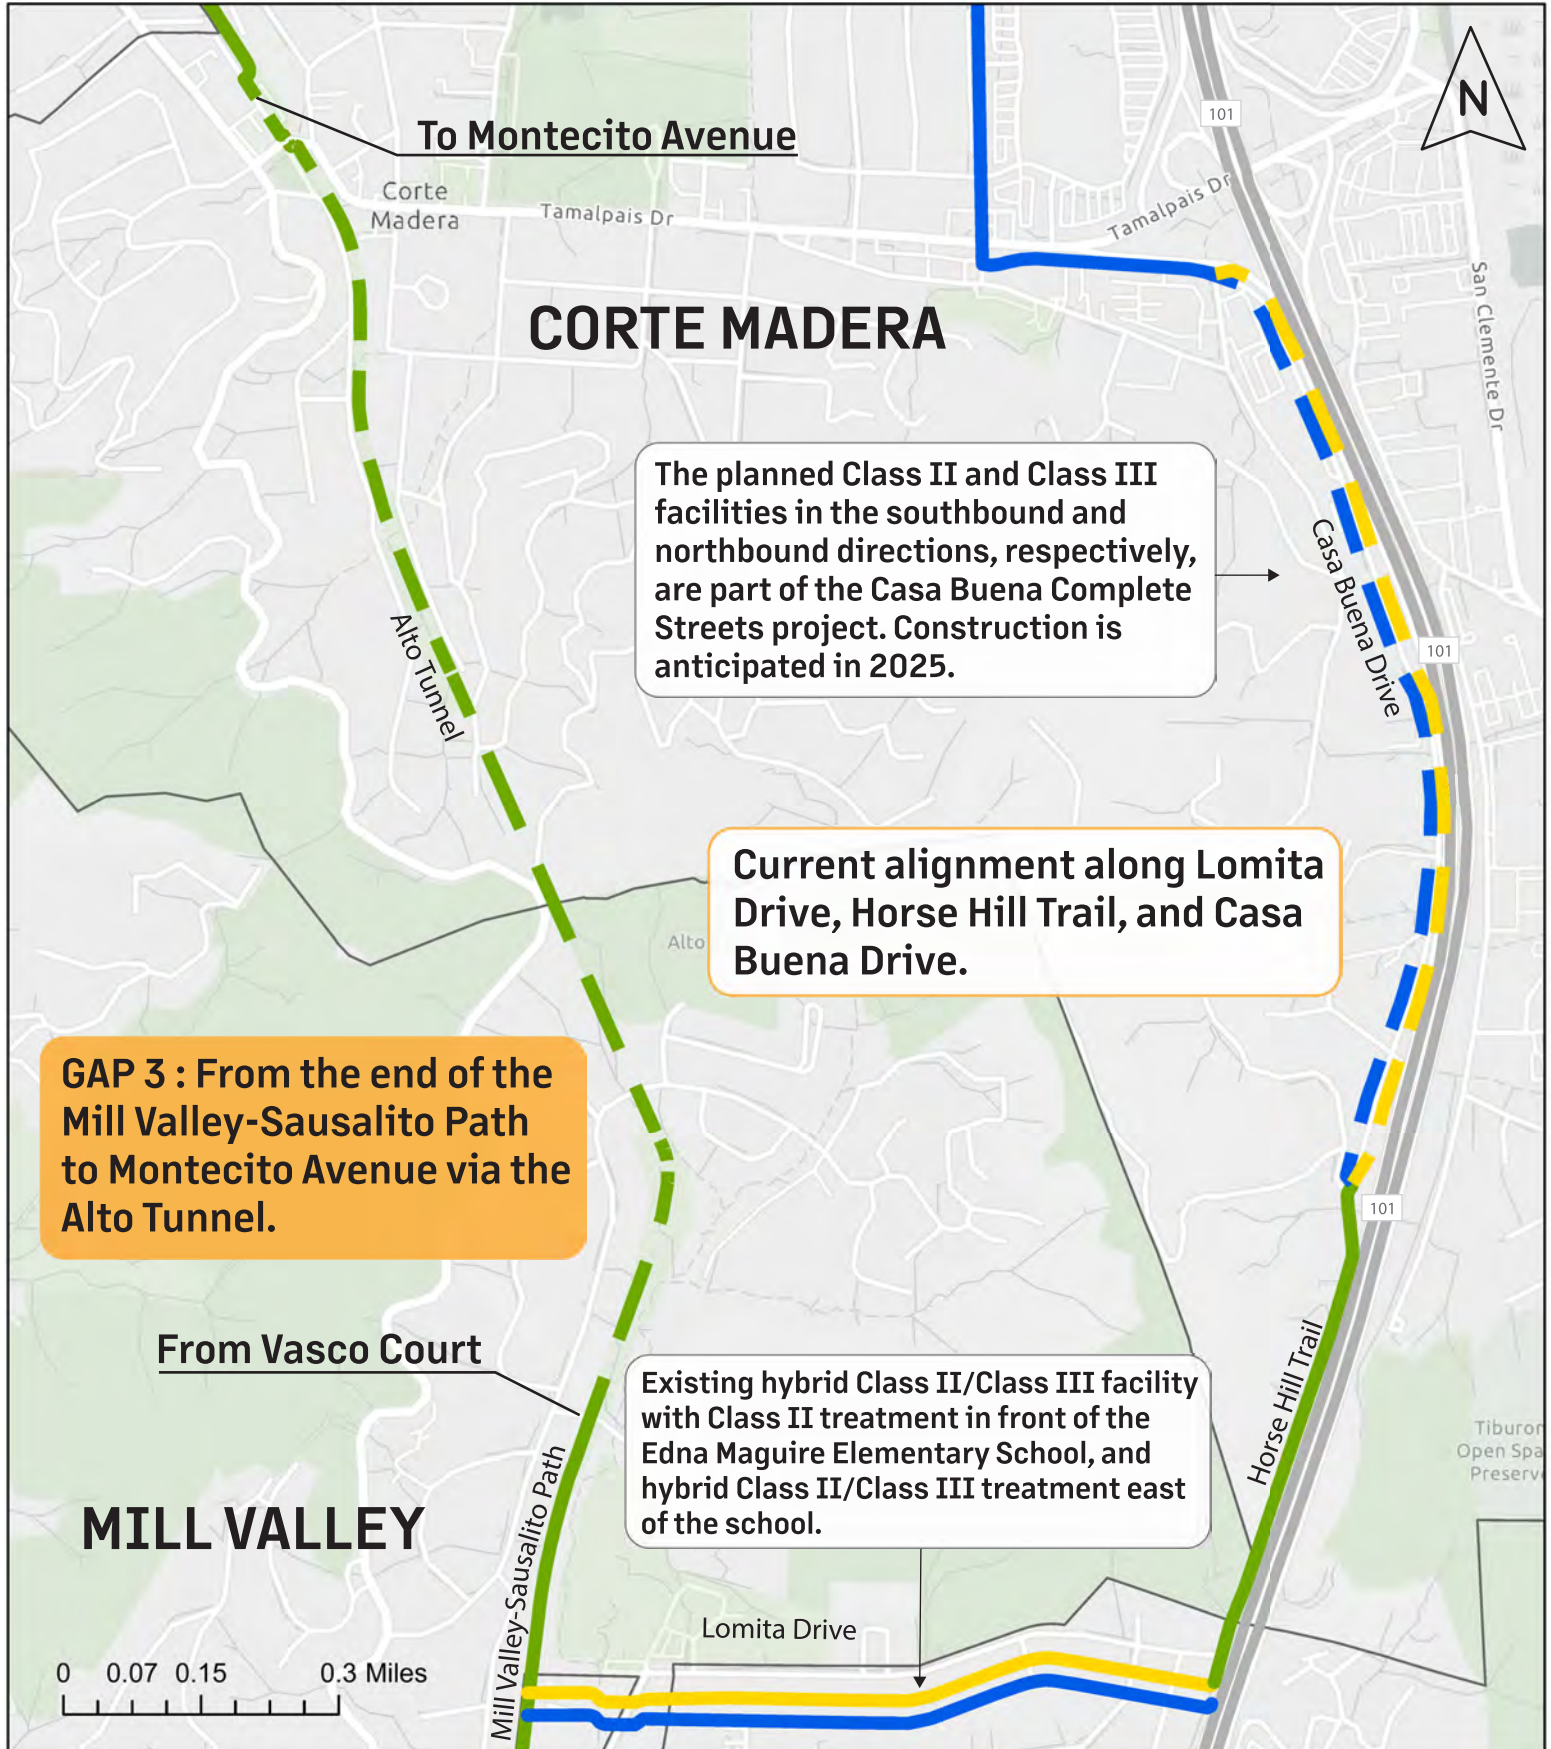 N
101
To Montecito Avenue
Corte
Madera
Tamalpais Dr
Tamalpais Dr
San Clemente Dr
CORTE MADERA
The planned Class II and Class III
facilities in the southbound and
northbound directions, respectively,
are part of the Casa Buena Complete
Streets project. Construction is
anticipated in 2025.
Casa Buena Drive
Alto Tunnel
101
Current alignment along Lomita
Drive, Horse Hill Trail, and Casa
Buena Drive.
Alto
GAP 3 : From the end of the
Mill Valley-Sausalito Path
to Montecito Avenue via the
Alto Tunnel.
101
From Vasco Court
Existing hybrid Class II/Class III facility
with Class II treatment in front of the
Edna Maguire Elementary School, and
hybrid Class II/Class III treatment east
of the school.
Horse Hill Trail
Tiburon
Open Spa
Preserv
MILL VALLEY
Mill Valley-Sausalito Path
Lomita Drive
0 0.07 0.15 0.3 Miles